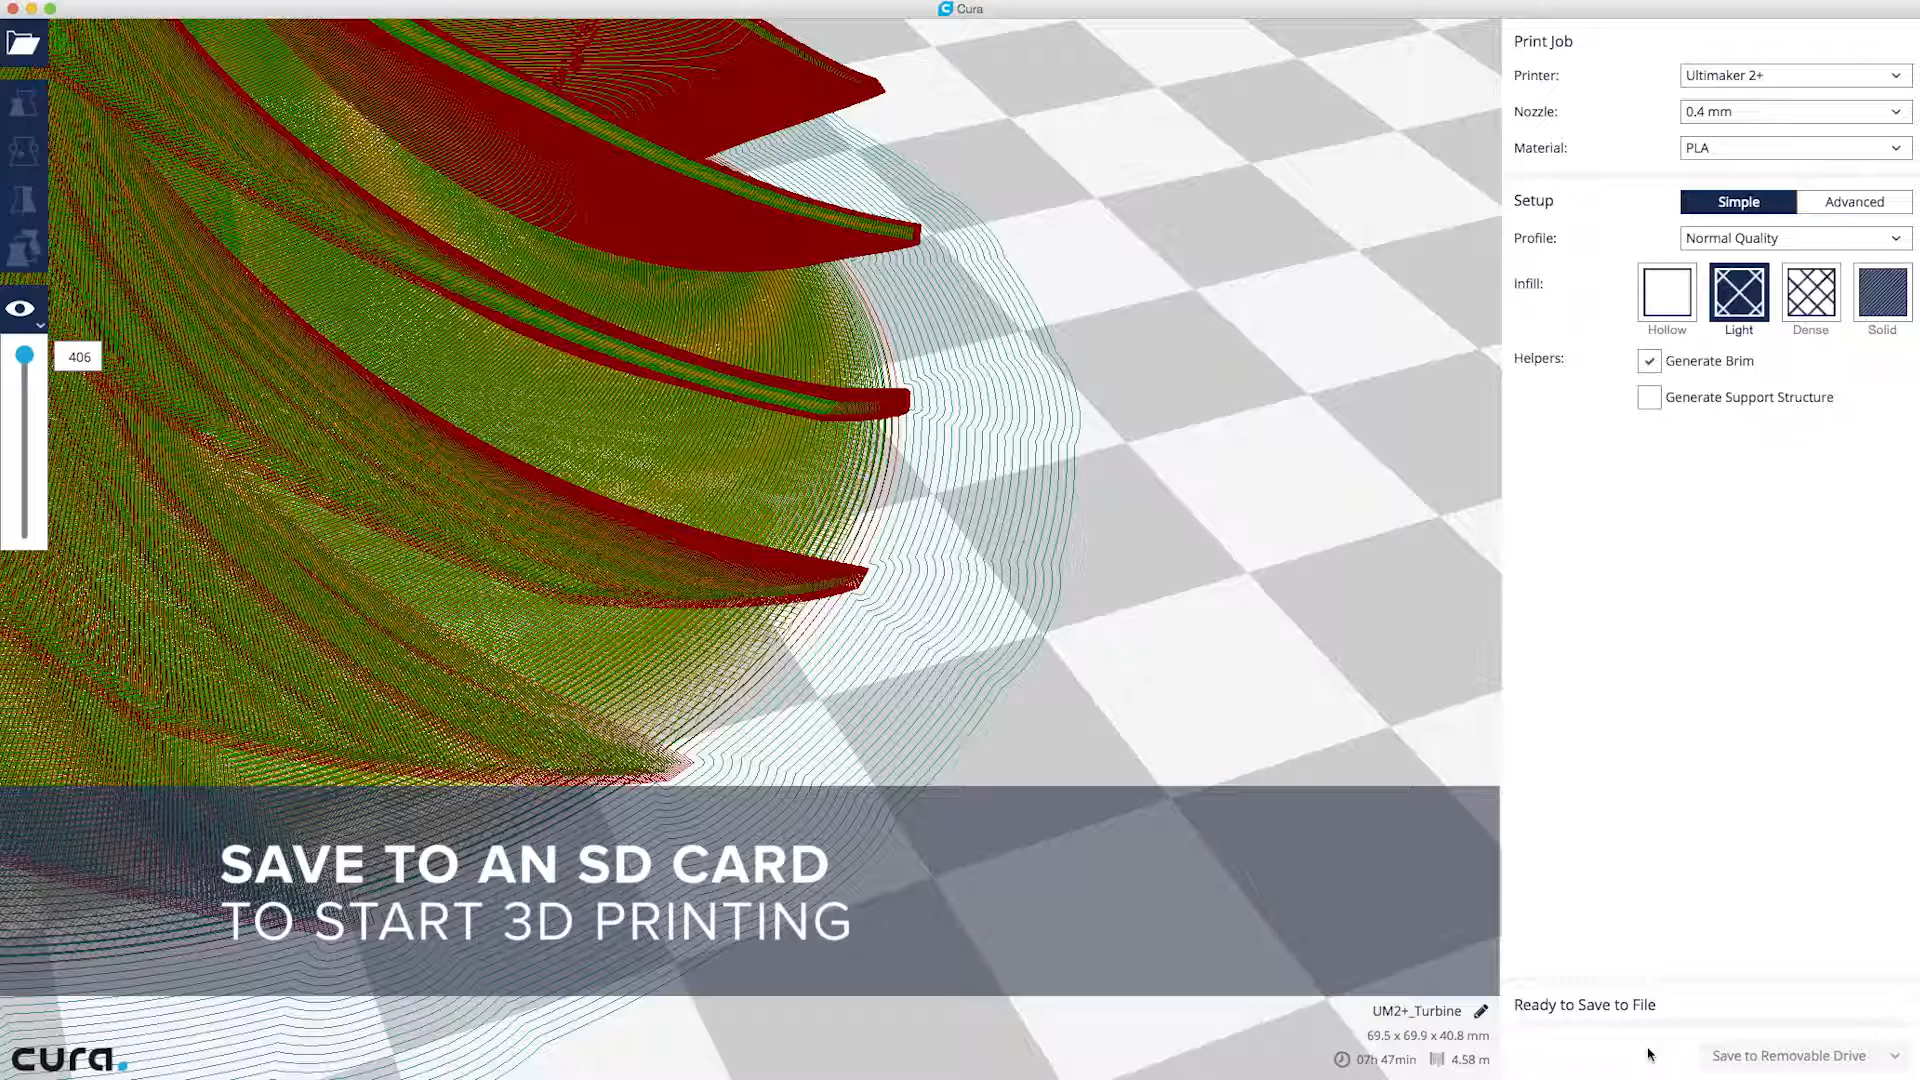 Cura
Print Job
Printer: Ultimaker 2+
Nozzle: 0.4 mm
Material: PLA
Setup Simple Advanced
Profile: Normal Quality
Infill:
Hollow Light Dense Solid
Helpers: Generate Brim
Generate Support Structure
406
SAVE TO AN SD CARD
TO START 3D PRINTING
UM2+_Turbine
69.5 x 69.9 x 40.8 mm
07h 47min 4.58 m
Ready to Save to File
Save to Removable Drive
cura.